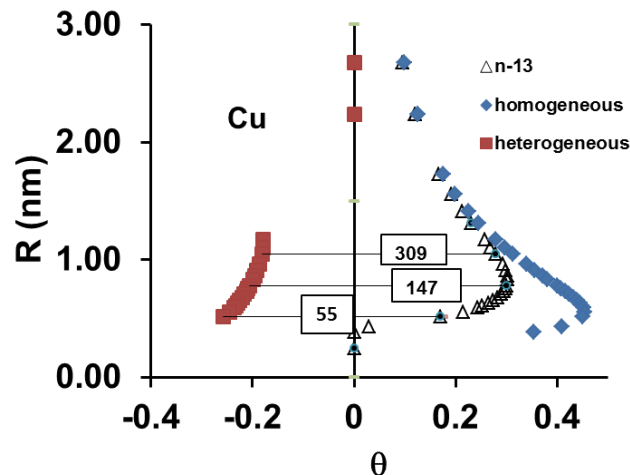 3.00
n-13
homogeneous
Cu
heterogeneous
2.00
R (nm)
1.00
309
147
55
0.00
-0.4 -0.2 0 0.2 0.4
θ